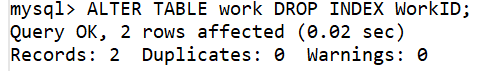 mysql> ALTER TABLE work DROP INDEX WorkID;
Query OK, 2 rows affected (0.02 sec)
Records: 2  Duplicates: 0  Warnings: 0